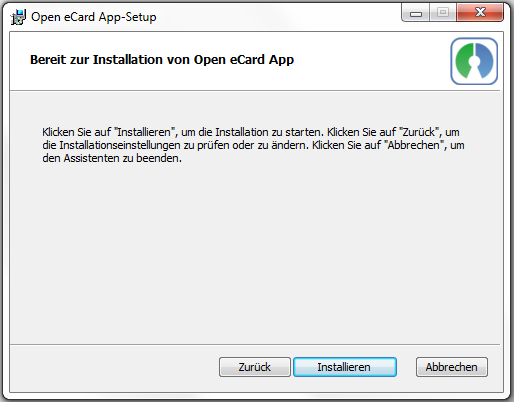 Open eCard App-Setup
Bereit zur Installation von Open eCard App
Klicken Sie auf "Installieren", um die Installation zu starten. Klicken Sie auf "Zurück", um
die Installationseinstellungen zu prüfen oder zu ändern. Klicken Sie auf "Abbrechen", um
den Assistenten zu beenden.
Zurück
Installieren
Abbrechen